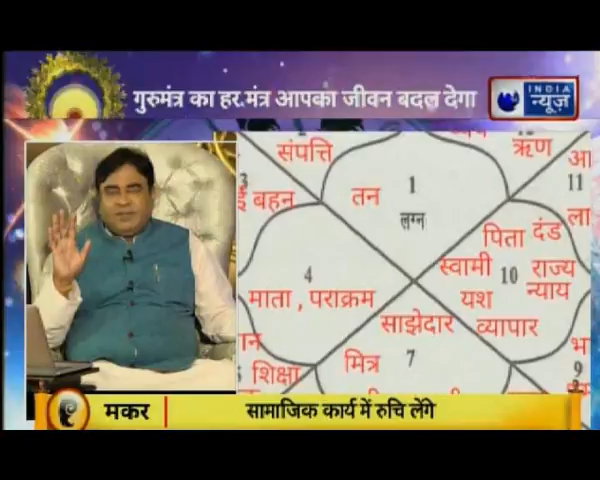 गुरुमंत्र का हर मंत्र आपका जीवन बदल देगा
INDIA
न्यूज़
संपत्ति
ऋण
3
11
बहन
तन
1
लग्न
पिता दंड
स्वामी
10
राज्य
यश
न्याय
4
माता , पराक्रम
साझेदार
व्यापार
शिक्षा
मित्र
7
9
मकर
सामाजिक कार्य में रुचि लेंगे